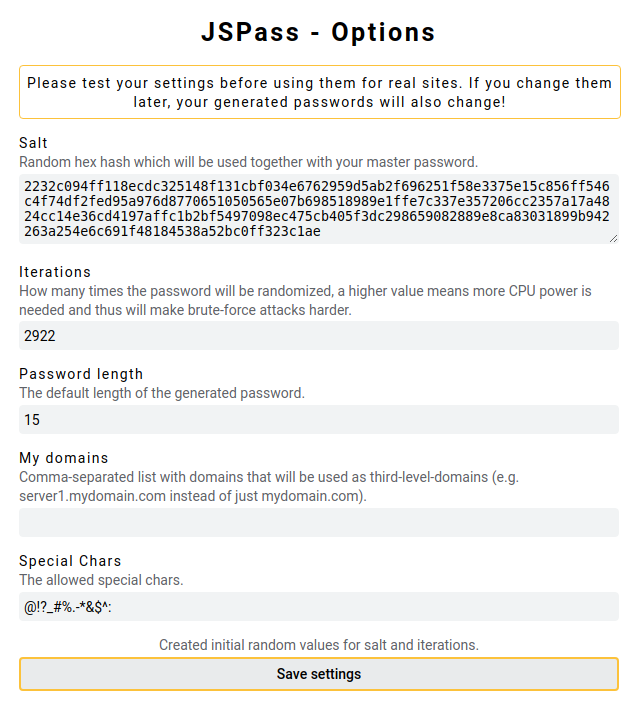 JSPass - Options
Please test your settings before using them for real sites. If you change them
later, your generated passwords will also change!
Salt
Random hex hash which will be used together with your master password.
2232c094ff118ecdc325148f131cbf034e6762959d5ab2f696251f58e3375e15c856ff546
c4f74df2fed95a976d8770651050565e07b698518989e1ffe7c337e357206cc2357a17a48
24cc14e36cd4197affc1b2bf5497098ec475cb405f3dc298659082889e8ca83031899b942
263a254e6c691f48184538a52bc0ff323c1ae
Iterations
How many times the password will be randomized, a higher value means more CPU power is
needed and thus will make brute-force attacks harder.
2922
Password length
The default length of the generated password.
15
My domains
Comma-separated list with domains that will be used as third-level-domains (e.g.
server1.mydomain.com instead of just mydomain.com).
Special Chars
The allowed special chars.
@!?_#%.-*&$^:
Created initial random values for salt and iterations.
Save settings